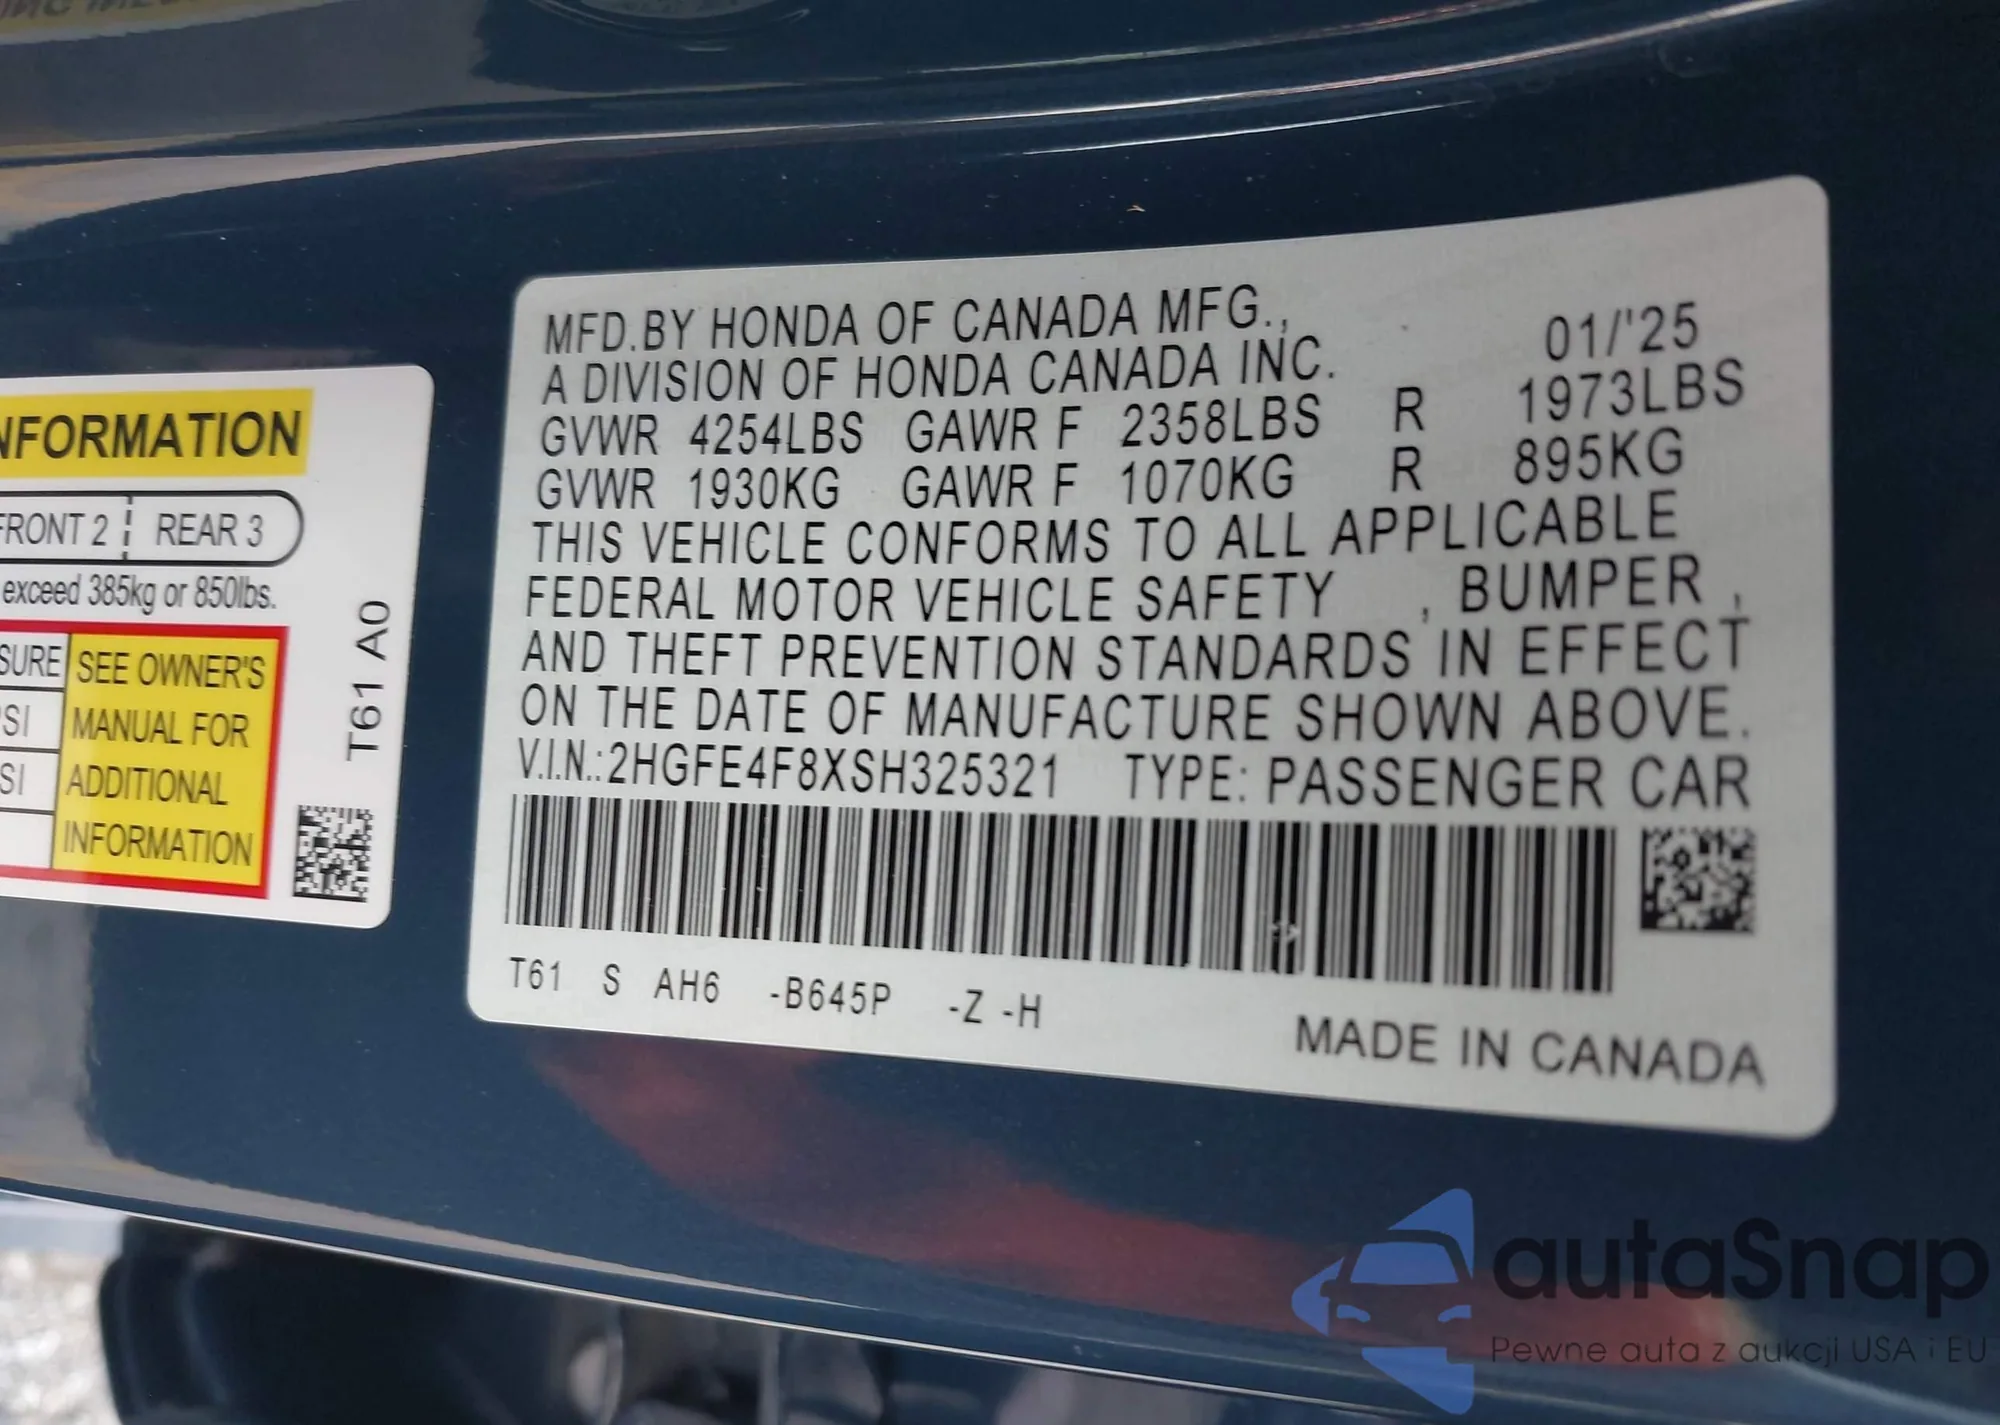 NFORMATION
FRONT 2 REAR 3
exceed 385kg or 850lbs.
SURE
SEE OWNER'S
MANUAL FOR
ADDITIONAL
INFORMATION
SI
SI
T61 A0
MFD.BY HONDA OF CANADA MFG., 01/'25
A DIVISION OF HONDA CANADA INC.
GVWR 4254LBS GAWR F 2358LBS R 1973LBS
GVWR 1930KG GAWR F 1070KG R 895KG
THIS VEHICLE CONFORMS TO ALL APPLICABLE
FEDERAL MOTOR VEHICLE SAFETY , BUMPER ,
AND THEFT PREVENTION STANDARDS IN EFFECT
ON THE DATE OF MANUFACTURE SHOWN ABOVE.
V.I.N.:2HGFE4F8XSH325321 TYPE: PASSENGER CAR
T61 S AH6 -B645P -Z -H
MADE IN CANADA
autaSnap
Pewne auta z aukcji USA i EU